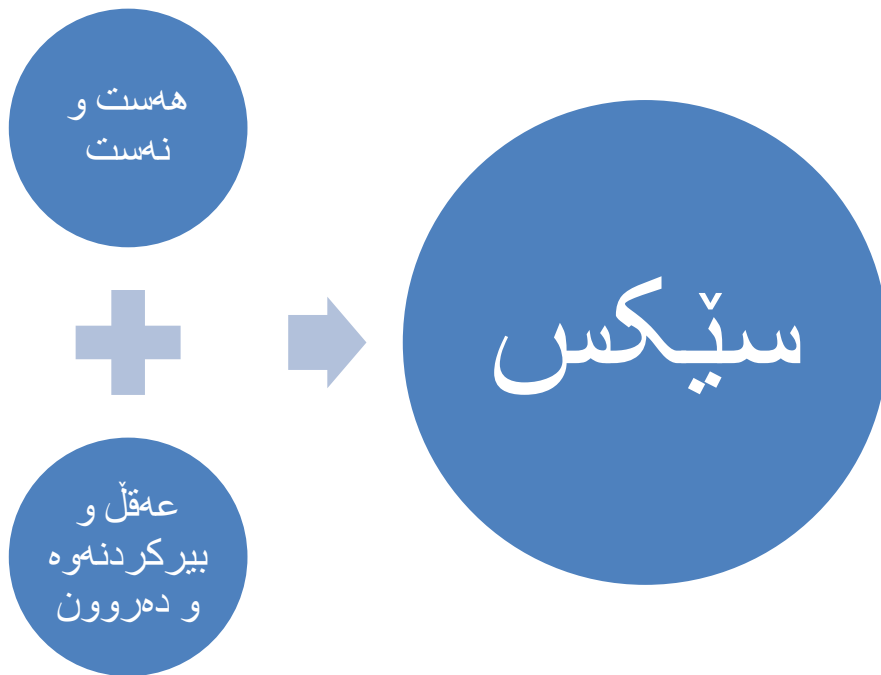 هەست و
نەست
عەقڵ و
بیرکردنەوە
و دەروون
سێکس